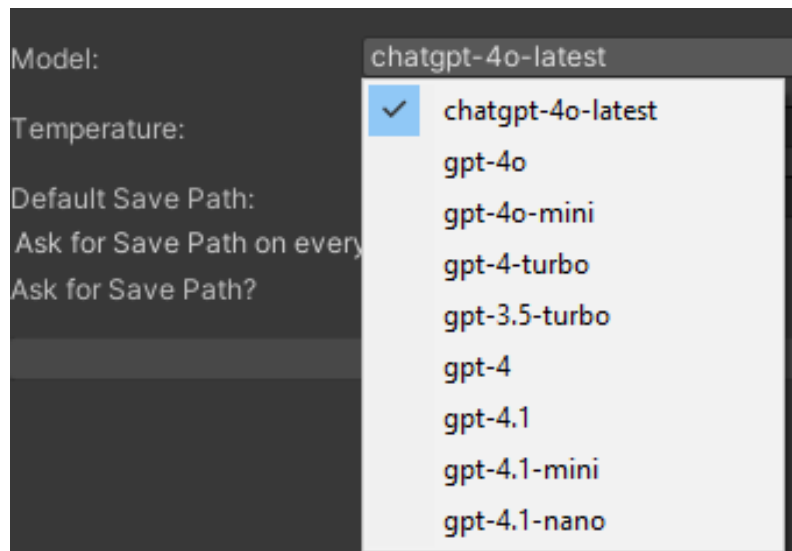 Model:
chatgpt-4o-latest
chatgpt-4o-latest
Temperature:
gpt-4o
Default Save Path:
gpt-4o-mini
Ask for Save Path on every
gpt-4-turbo
Ask for Save Path?
gpt-3.5-turbo
gpt-4
gpt-4.1
gpt-4.1-mini
gpt-4.1-nano